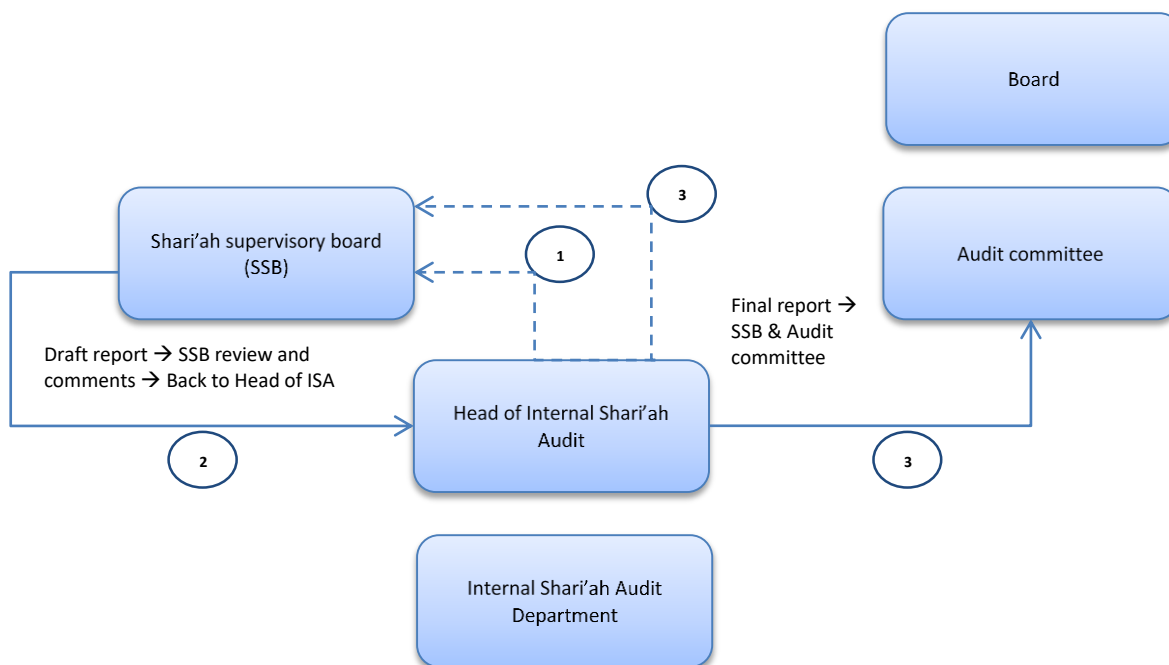 Board
3
Shari’ah supervisory board
(SSB)
1
Audit committee
Final report → 
SSB & Audit
committee
Draft report → SSB review and
comments → Back to Head of ISA
Head of Internal Shari’ah
Audit
2
3
Internal Shari’ah Audit
Department